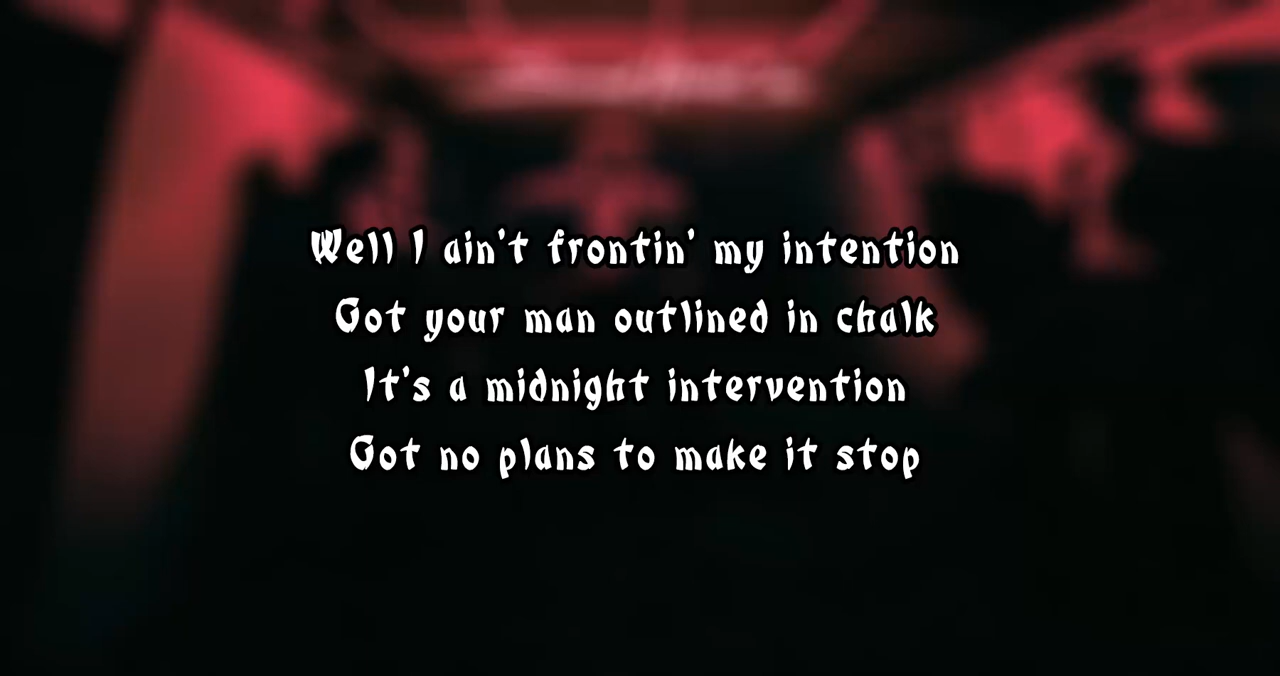 Well I ain't frontin' my intention
Got your man outlined in chalk
It's a midnight intervention
Got no plans to make it stop